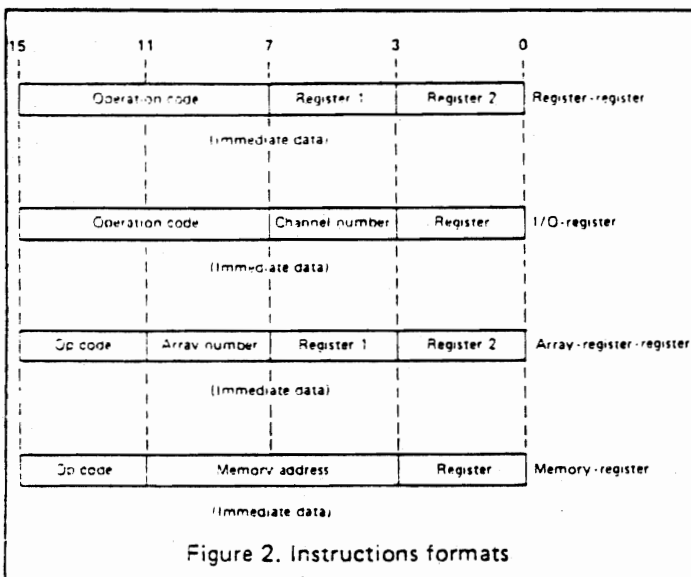 15 11 7 3 0
Operation code Register 1 Register 2 Register-register
(Immediate data)
Operation code Channel number Register I/O-register
(Immediate data)
Op code Array number Register 1 Register 2 Array-register-register
(Immediate data)
Op code Memory address Register Memory-register
(Immediate data)
Figure 2. Instructions formats